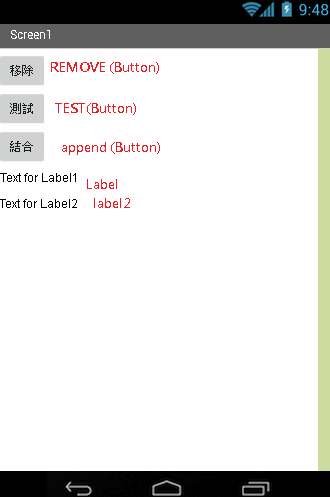 9:48
Screen1
移除 REMOVE (Button)
測試 TEST(Button)
結合 append (Button)
Text for Label1 Label
Text for Label2 label2